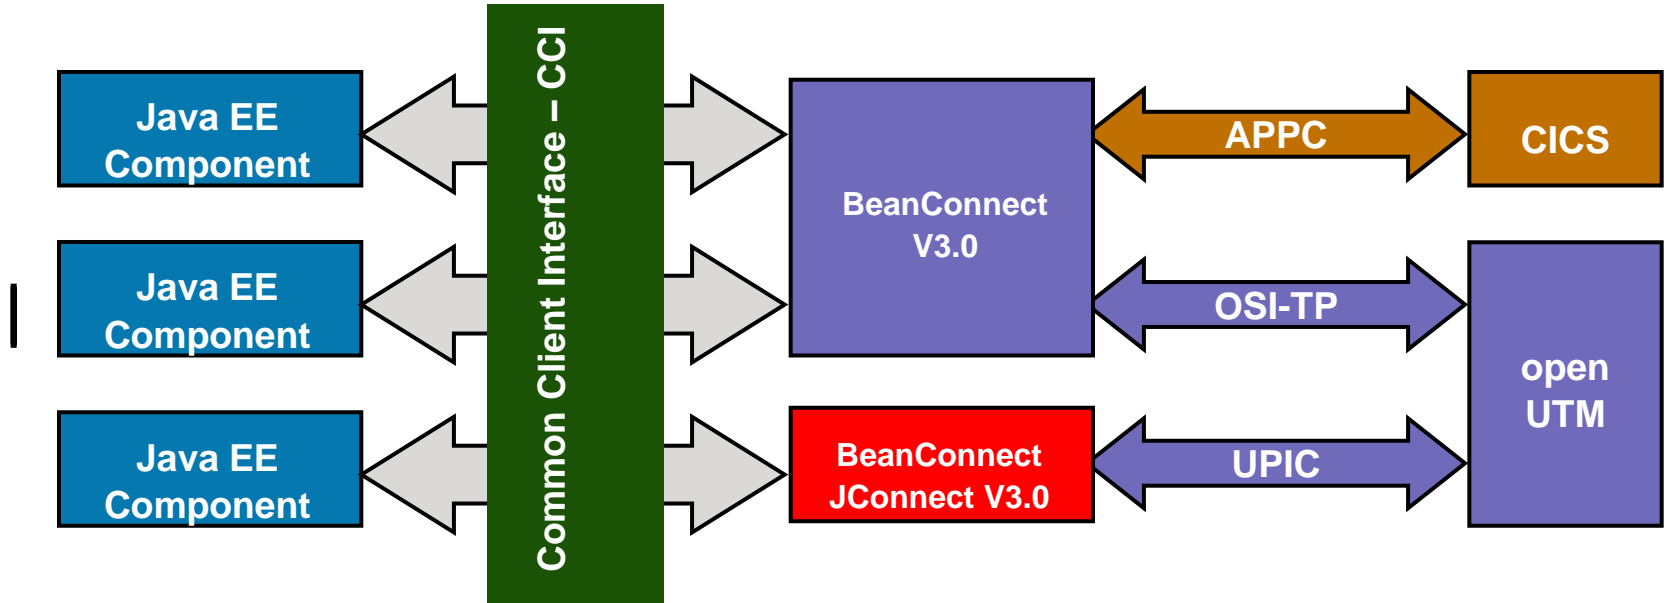 Java EE
Component
Java EE
Component
Java EE
Component
Common Client Interface – CCI
BeanConnect
V3.0
BeanConnect
JConnect V3.0
APPC
OSI-TP
UPIC
CICS
open
UTM